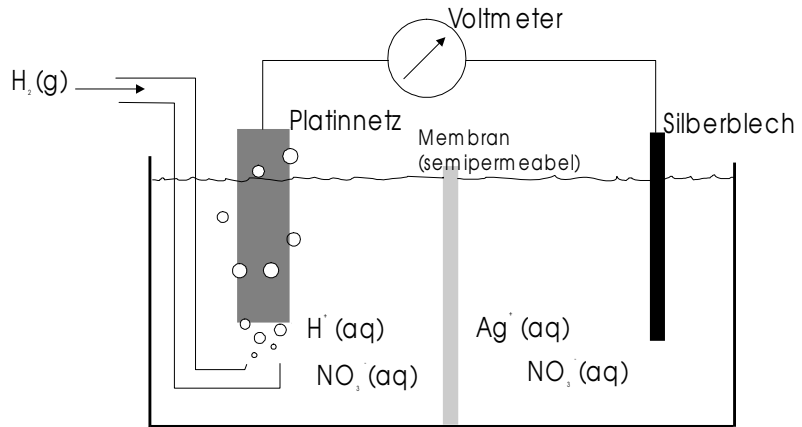 Voltmeter
H₂(g)
Platinnetz
Membran
(semipermeabel)
Silberblech
H⁺(aq)
Ag⁺(aq)
NO₃⁻(aq)
NO₃⁻(aq)